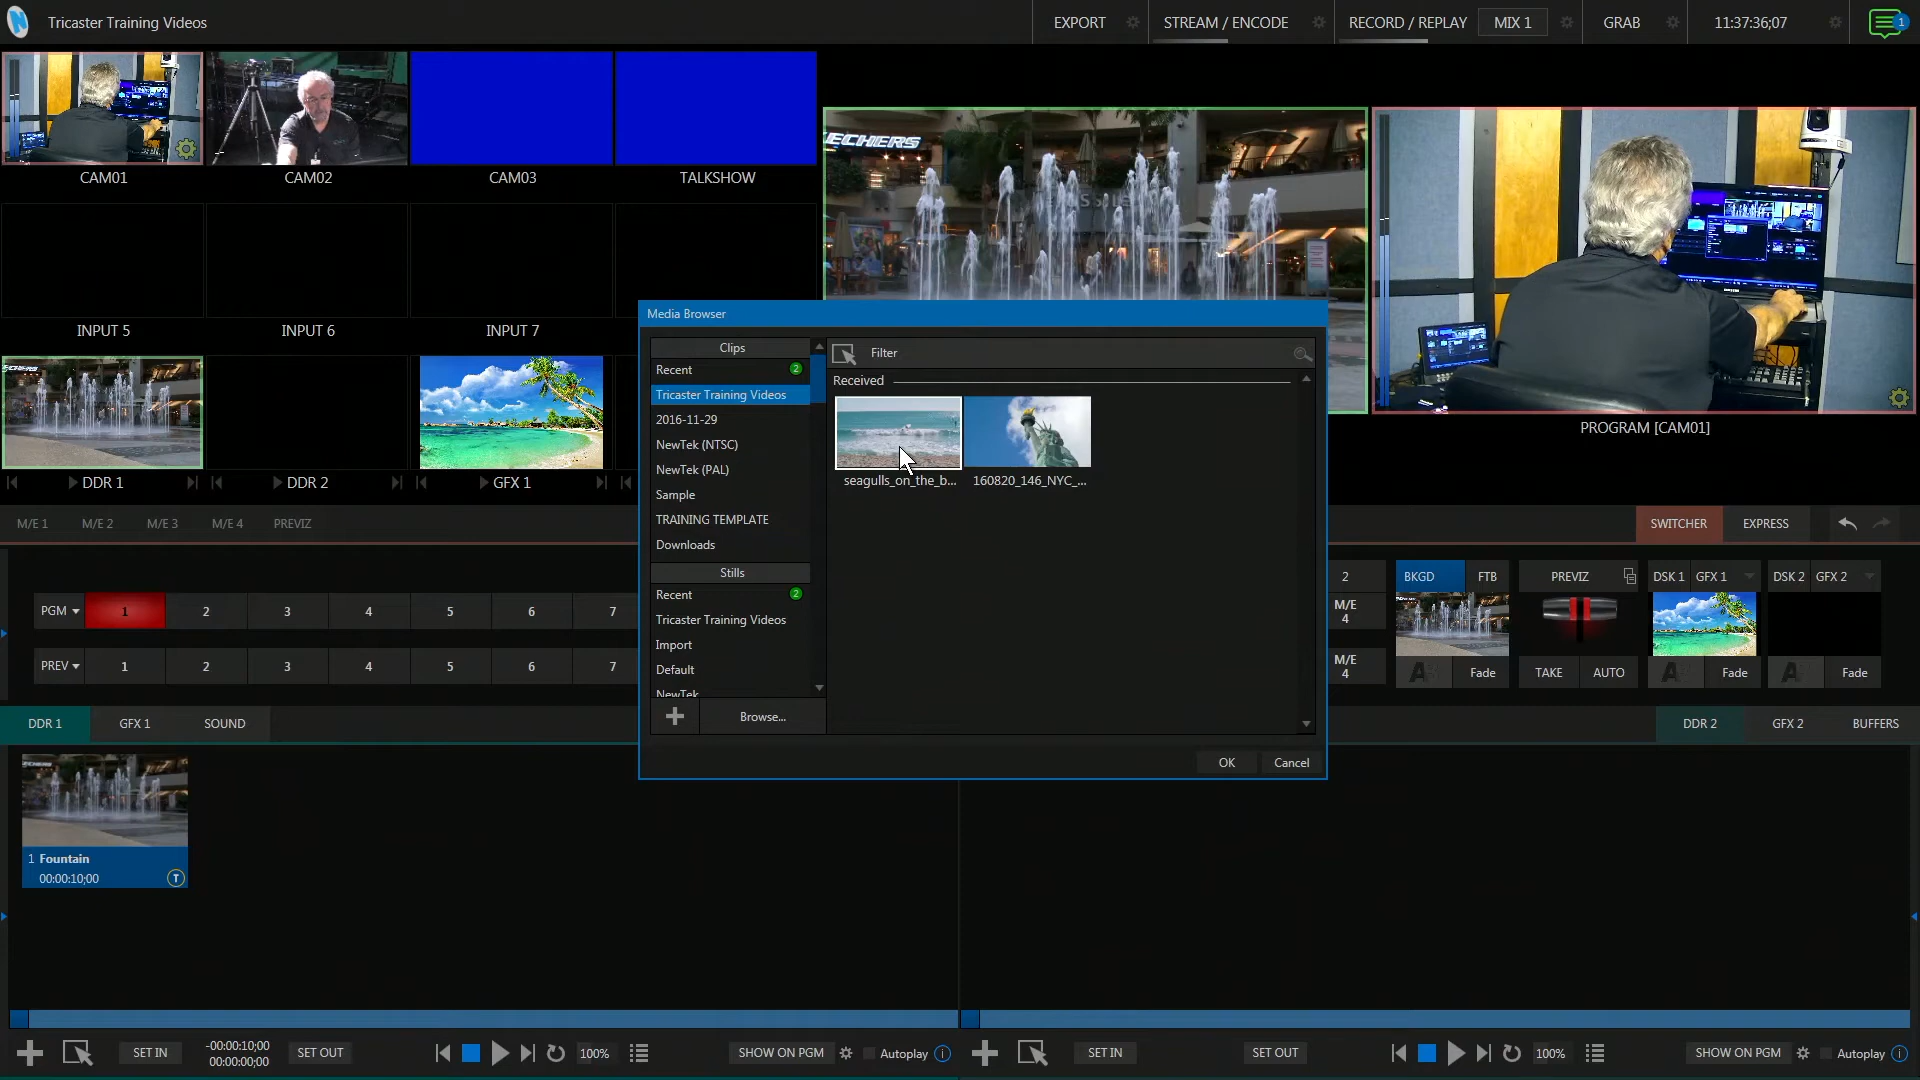 Tricaster Training Videos
EXPORT
STREAM / ENCODE
RECORD / REPLAY
MIX 1
GRAB
11:37:36;07
1
CAM01
CAM02
CAM03
TALKSHOW
ECHERS
PROGRAM [CAM01]
INPUT 5
INPUT 6
INPUT 7
DDR 1
DDR 2
GFX 1
Media Browser
Clips
Recent
2
Tricaster Training Videos
2016-11-29
NewTek (NTSC)
NewTek (PAL)
Sample
TRAINING TEMPLATE
Downloads
Stills
Recent
2
Tricaster Training Videos
Import
Default
NewTek
Browse...
Filter
Received
seagulls_on_the_b...
160820_146_NYC_...
OK
Cancel
M/E 1
M/E 2
M/E 3
M/E 4
PREVIZ
SWITCHER
EXPRESS
PGM
1
2
3
4
5
6
7
PREV
1
2
3
4
5
6
7
2
M/E
4
M/E
4
BKGD
FTB
Fade
PREVIZ
TAKE
AUTO
DSK 1
GFX 1
Fade
DSK 2
GFX 2
Fade
DDR 1
GFX 1
SOUND
DDR 2
GFX 2
BUFFERS
1 Fountain
00:00:10;00
T
SET IN
-00:00:10;00
00:00:00;00
SET OUT
100%
SHOW ON PGM
Autoplay
SET IN
SET OUT
100%
SHOW ON PGM
Autoplay